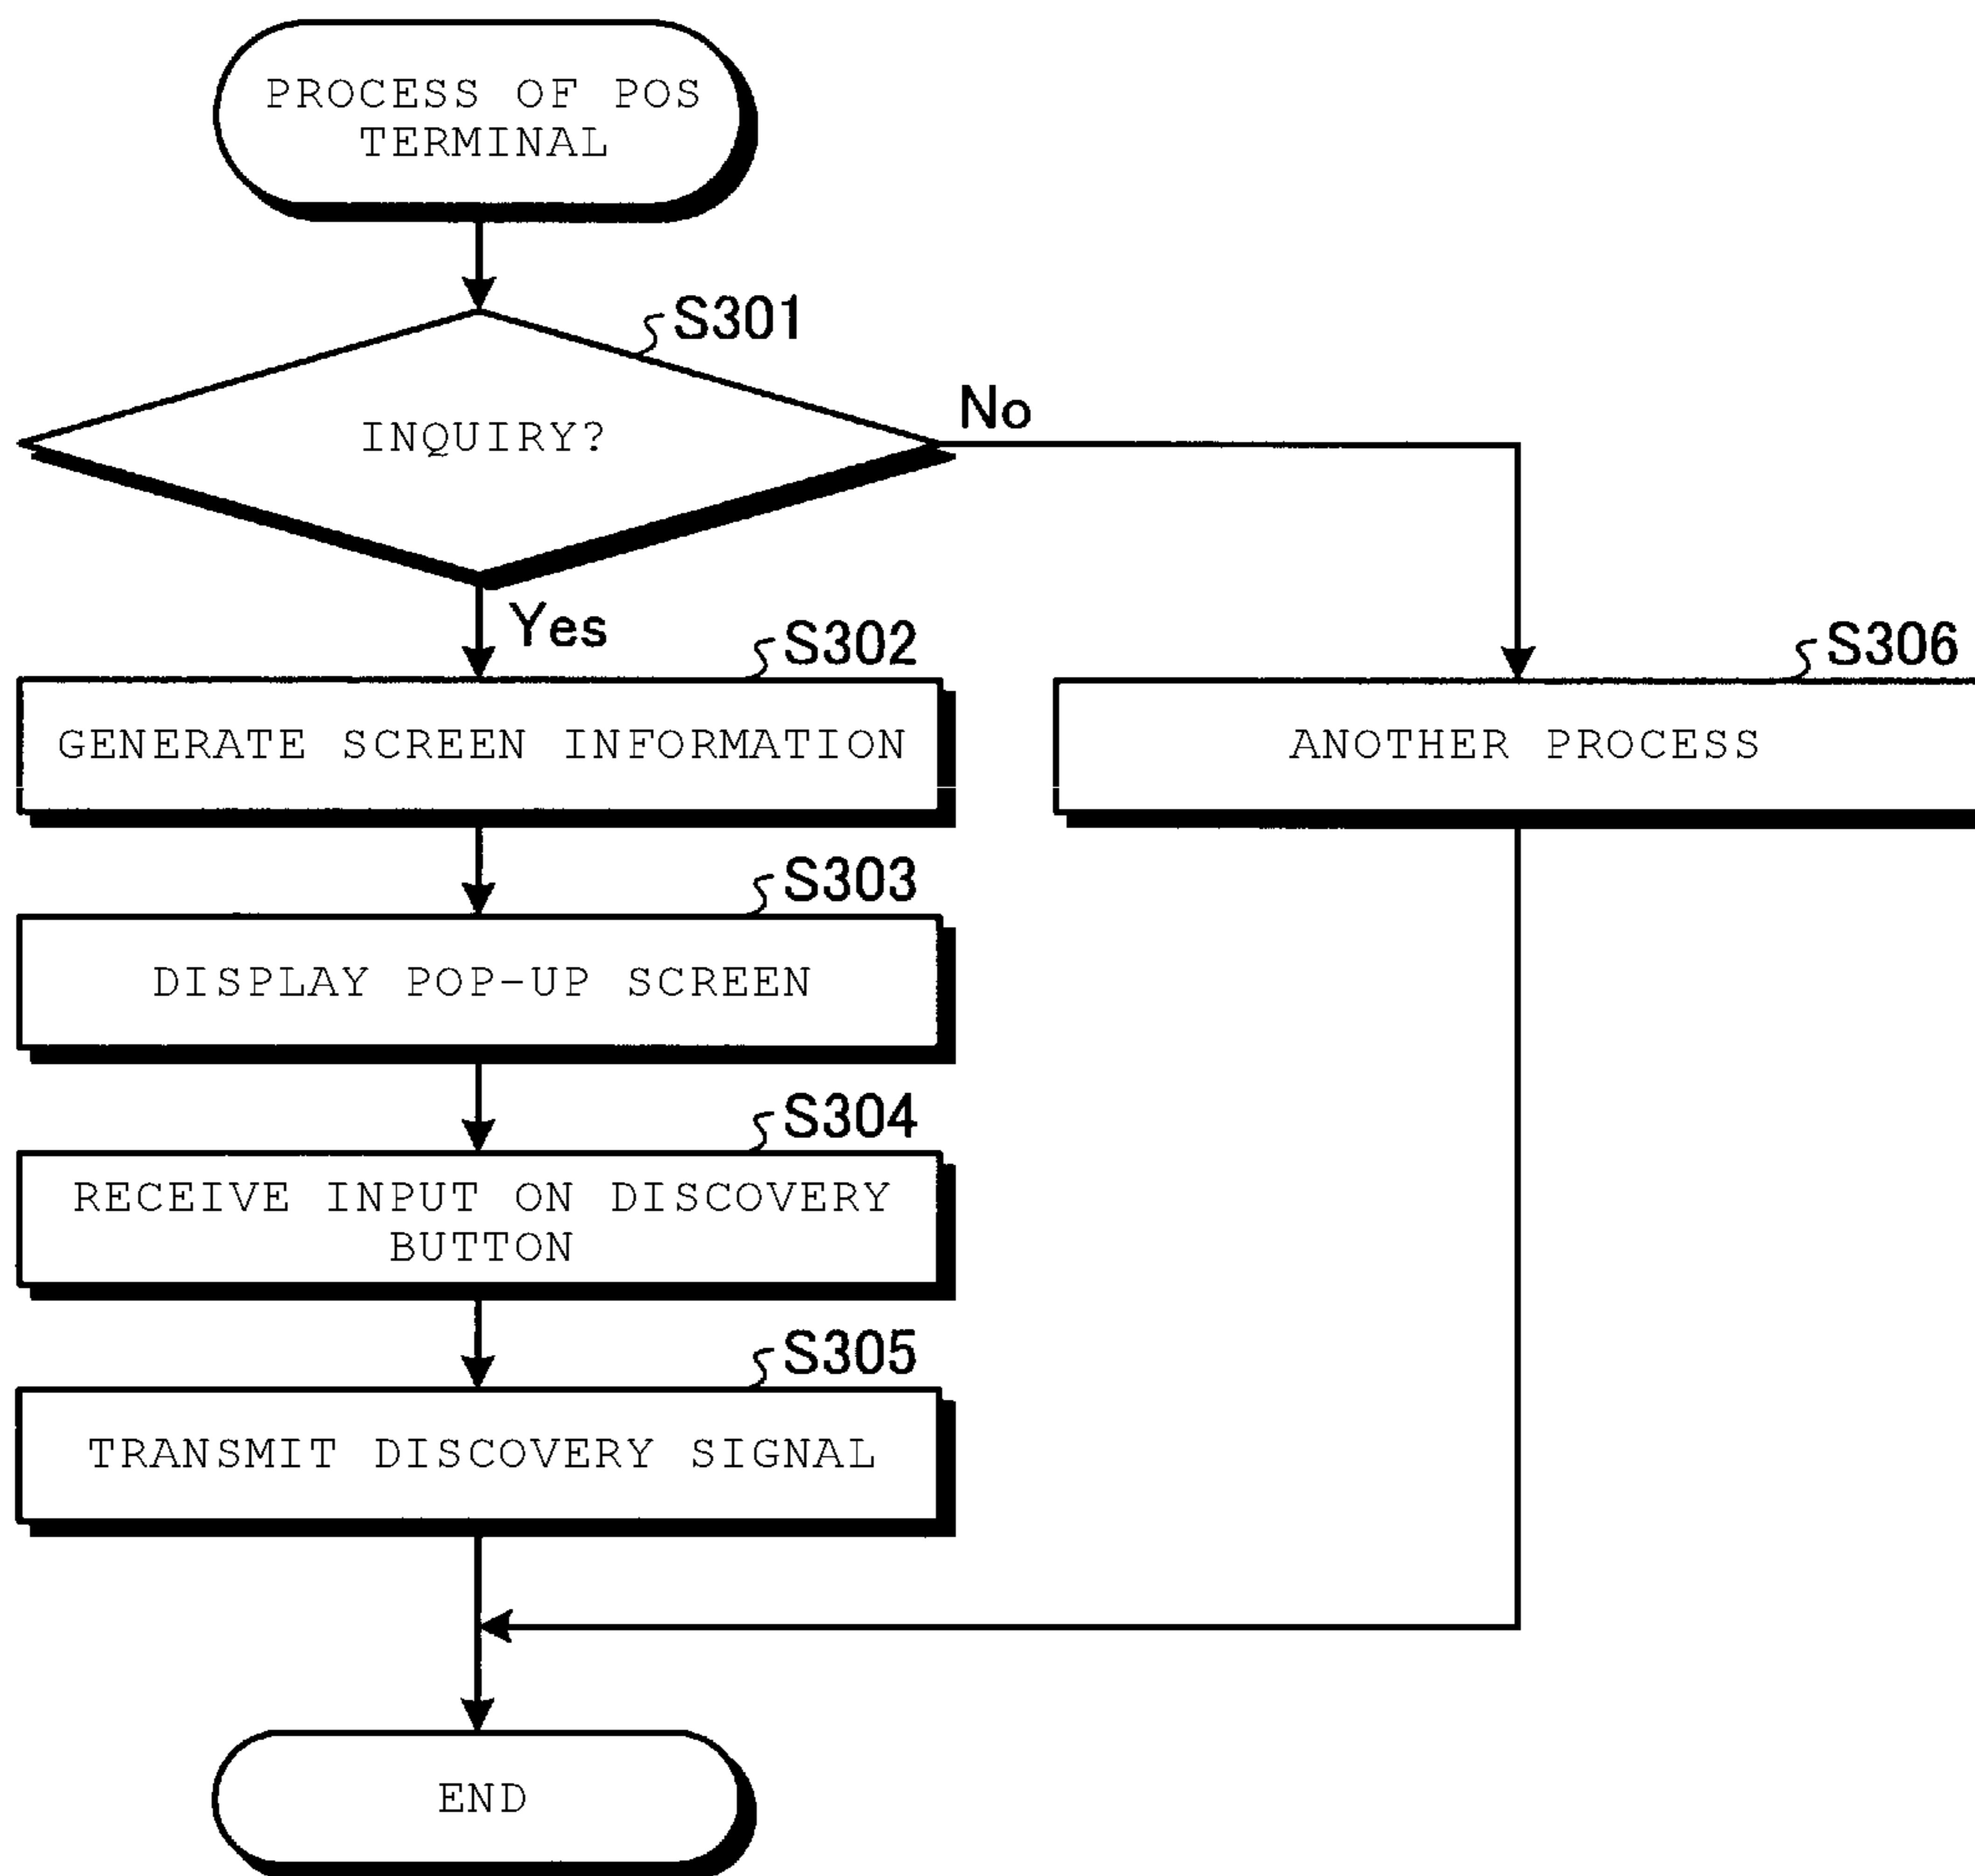 PROCESS OF POS
TERMINAL
S301
INQUIRY?
No
Yes
S302
GENERATE SCREEN INFORMATION
S306
ANOTHER PROCESS
S303
DISPLAY POP-UP SCREEN
S304
RECEIVE INPUT ON DISCOVERY
BUTTON
S305
TRANSMIT DISCOVERY SIGNAL
END